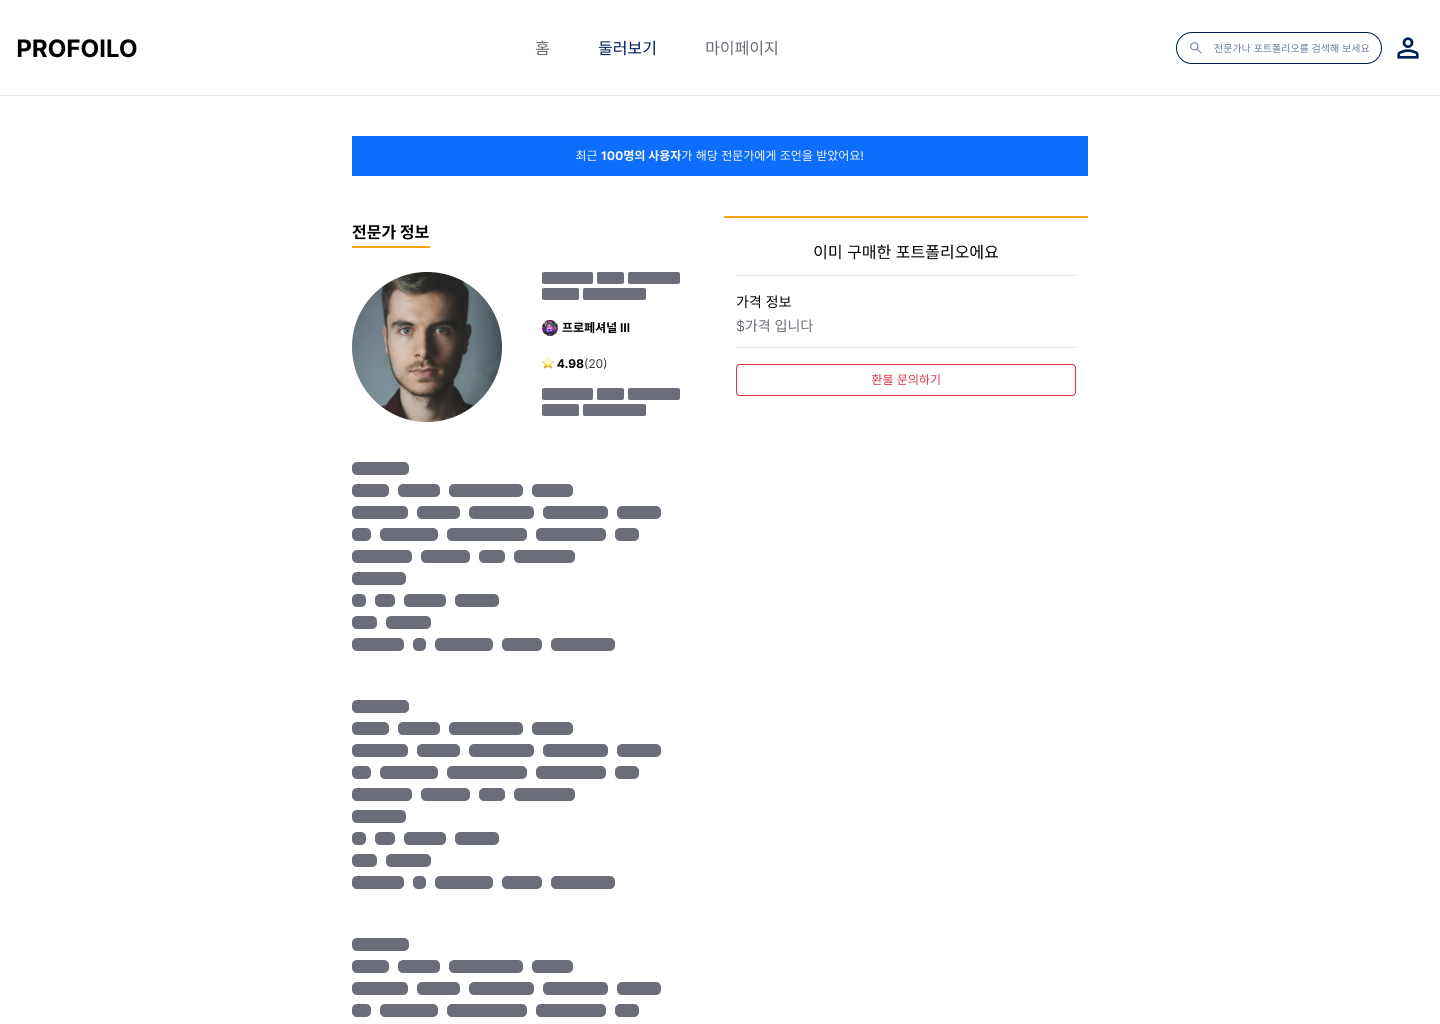 PROFOILO
홈
둘러보기
마이페이지
전문가나 포트폴리오를 검색해 보세요
최근 100명의 사용자가 해당 전문가에게 조언을 받았어요!
전문가 정보
프로페셔널 III
4.98(20)
이미 구매한 포트폴리오에요
가격 정보
$가격 입니다
환불 문의하기